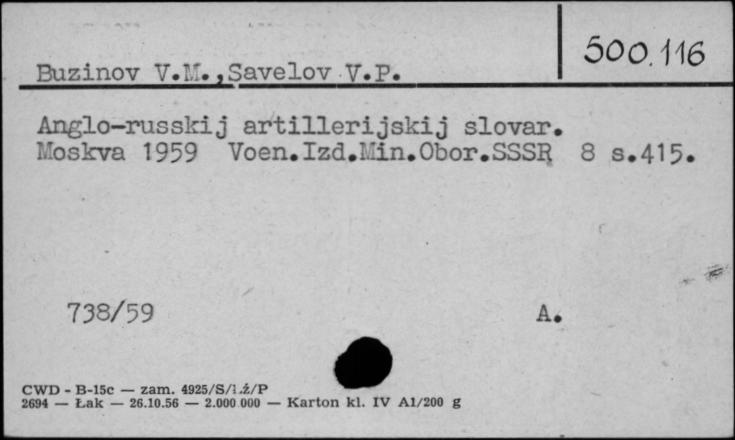 500.116
Buzinov V.M.,Savelov V.P.
Anglo-russkij artillerijskij slovar.
Moskva 1959 Voen.Izd.Min.Obor.SSSR 8 s.415.
738/59 A.
CWD - B-15c — zam. 4925/S/1.ż/P
2694 — Łak — 26.10.56 — 2.000.000 — Karton kl. IV A1/200 g